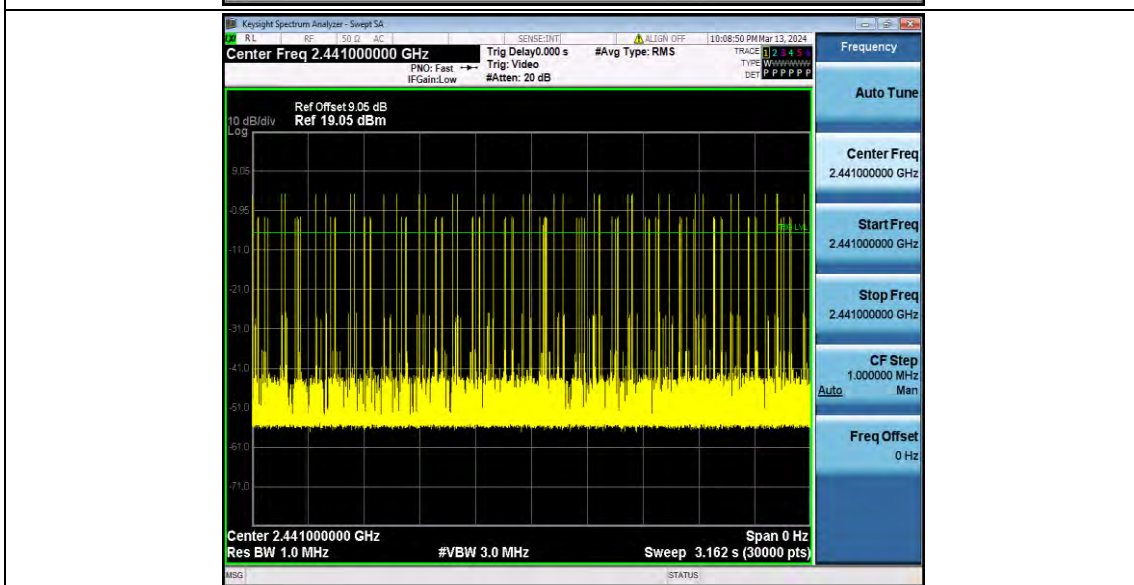 Keysight Spectrum Analyzer - Swept SA
RL RF 50 Ω AC SENSE:INT ALIGN OFF 10:08:50 PM Mar 13, 2024
Center Freq 2.441000000 GHz
PNO: Fast
IFGain:Low
Trig Delay0.000 s
Trig: Video
#Atten: 20 dB
#Avg Type: RMS
TRACE 1 2 3 4 5 6
TYPE WWWWWW
DET P P P P P P
Frequency
Auto Tune
Ref Offset 9.05 dB
10 dB/div Ref 19.05 dBm
Log
9.05
-0.95
-11.0
-21.0
-31.0
-41.0
-51.0
-61.0
-71.0
TRIG LVL
Center 2.441000000 GHz Span 0 Hz
Res BW 1.0 MHz #VBW 3.0 MHz Sweep 3.162 s (30000 pts)
Center Freq
2.441000000 GHz
Start Freq
2.441000000 GHz
Stop Freq
2.441000000 GHz
CF Step
1.000000 MHz
Auto Man
Freq Offset
0 Hz
MSG STATUS